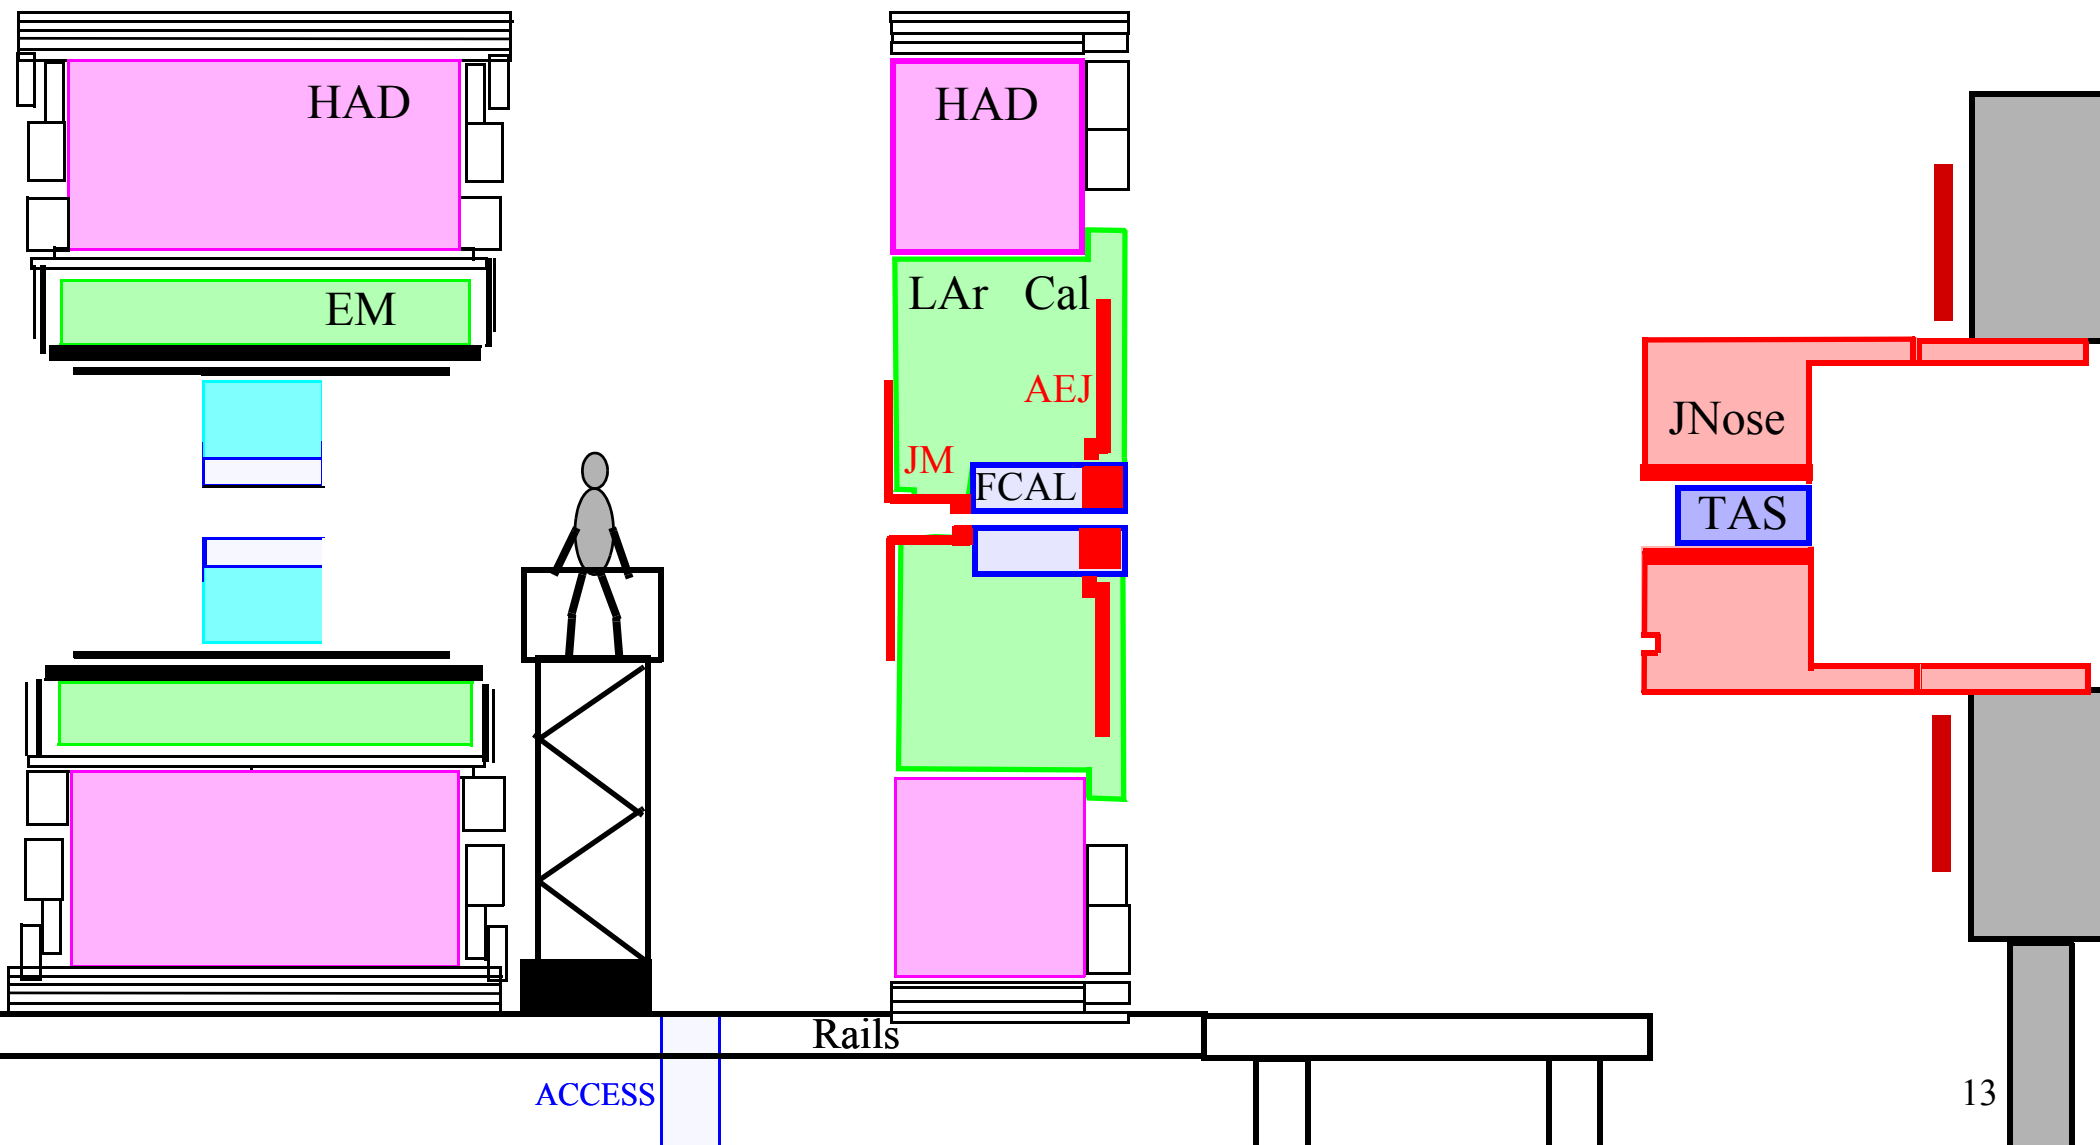 HAD
HAD
EM
LAr Cal
AEJ
JM
FCAL
JNose
TAS
Rails
ACCESS
13